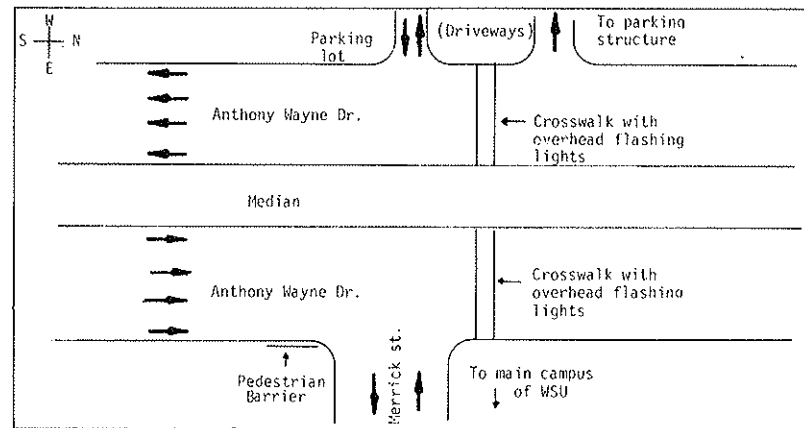 W
S N
E
Parking
lot
(Driveways)
To parking
structure
Anthony Wayne Dr.
Crosswalk with
overhead flashing
lights
Median
Anthony Wayne Dr.
Crosswalk with
overhead flashing
lights
Pedestrian
Barrier
Merrick st.
To main campus
of WSU